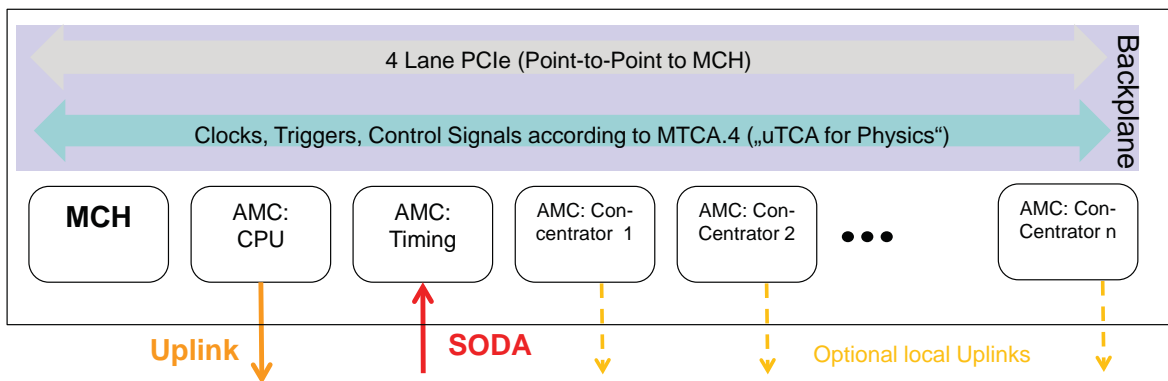 4 Lane PCIe (Point-to-Point to MCH)
Backplane
Clocks, Triggers, Control Signals according to MTCA.4 („uTCA for Physics“)
MCH
AMC:
CPU
AMC:
Timing
AMC: Con-
centrator 1
AMC: Con-
Centrator 2
•••
AMC: Con-
Centrator n
Uplink
SODA
Optional local Uplinks